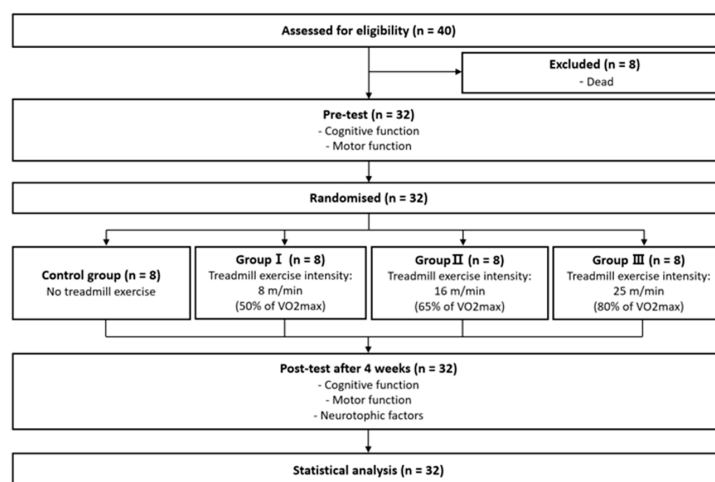 Assessed for eligibility (n = 40)
Excluded (n = 8)
- Dead
Pre-test (n = 32)
- Cognitive function
- Motor function
Randomised (n = 32)
Control group (n = 8)
No treadmill exercise
Group Ⅰ (n = 8)
Treadmill exercise intensity:
8 m/min
(50% of VO2max)
Group Ⅱ (n = 8)
Treadmill exercise intensity:
16 m/min
(65% of VO2max)
Group Ⅲ (n = 8)
Treadmill exercise intensity:
25 m/min
(80% of VO2max)
Post-test after 4 weeks (n = 32)
- Cognitive function
- Motor function
- Neurotophic factors
Statistical analysis (n = 32)